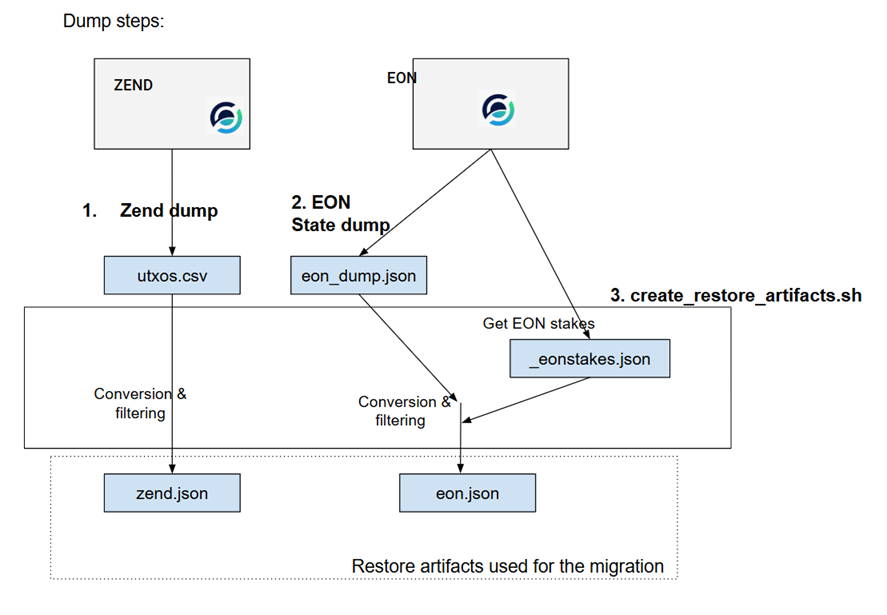 Dump steps:
ZEND
EON
1. Zend dump
2. EON
State dump
utxos.csv
eon_dump.json
3. create_restore_artifacts.sh
Get EON stakes
_eonstakes.json
Conversion &
filtering
Conversion &
filtering
zend.json
eon.json
Restore artifacts used for the migration